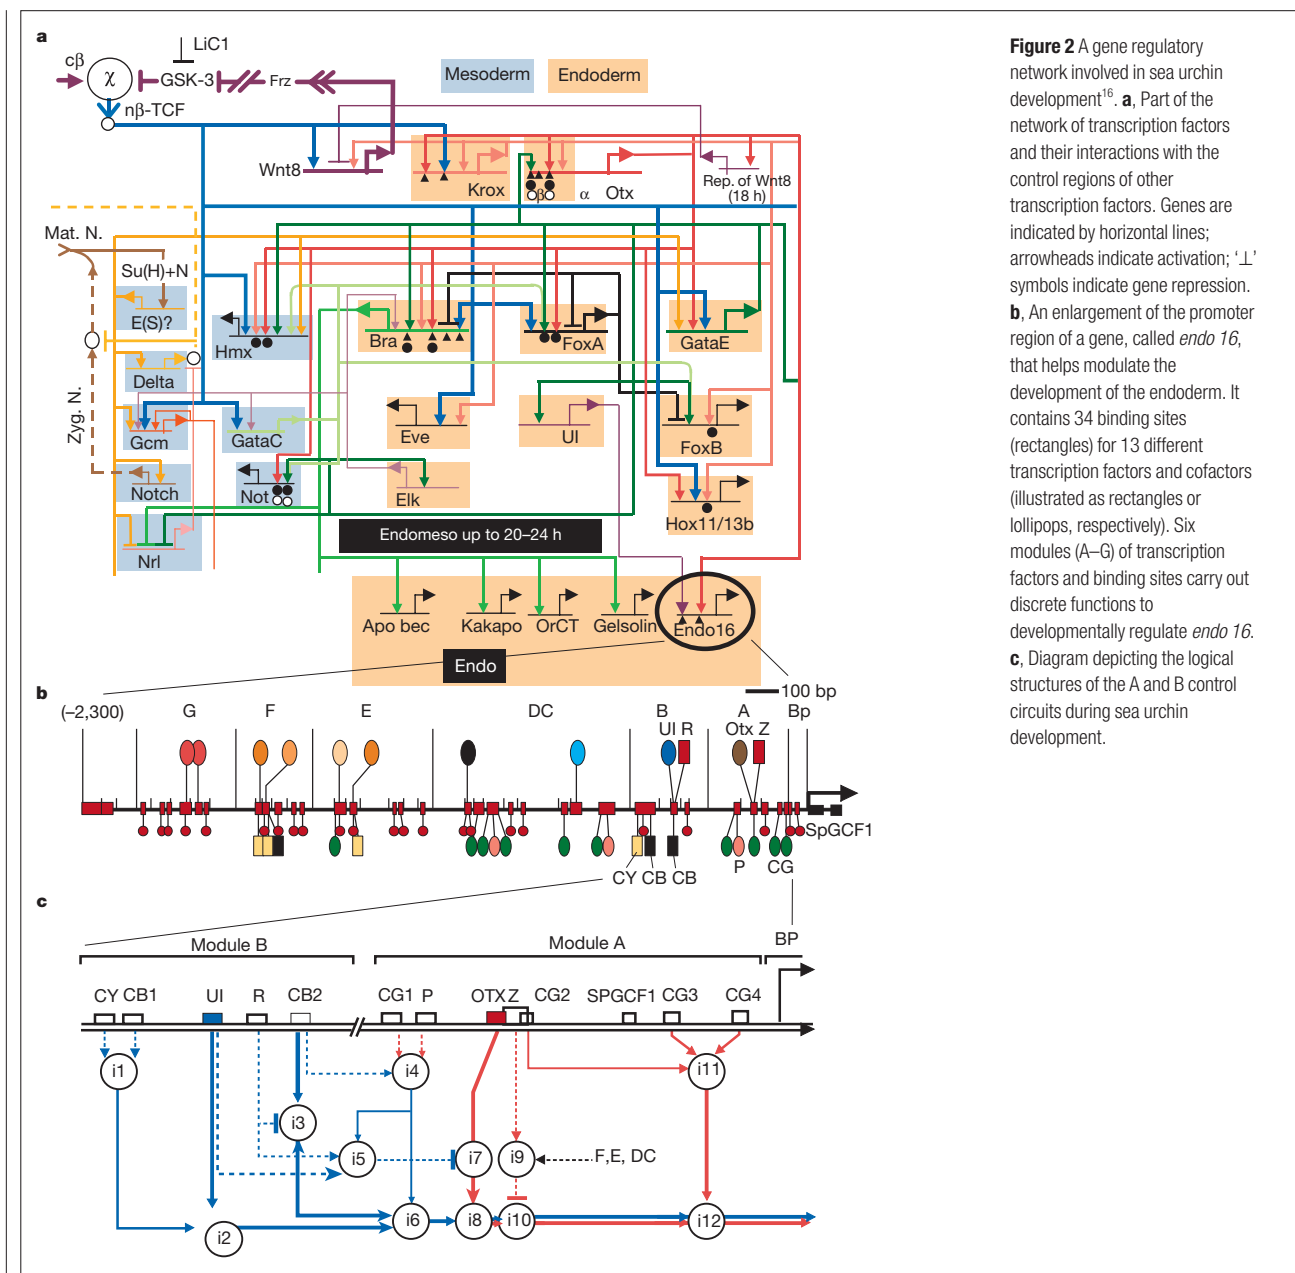 a
LiC1
cβ
χ
GSK-3
Frz
nβ-TCF
Mesoderm
Endoderm
Wnt8
Krox
β
α
Otx
Rep. of Wnt8
(18 h)
Mat. N.
Su(H)+N
E(S)?
Hmx
Bra
FoxA
GataE
Delta
Zyg. N.
Gcm
GataC
Eve
UI
FoxB
Notch
Not
Elk
Hox11/13b
Nrl
Endomeso up to 20–24 h
Apo bec
Kakapo
OrCT
Gelsolin
Endo16
Endo
b
100 bp
(–2,300)
G
F
E
DC
B
A
Bp
UI R
Otx Z
SpGCF1
CY CB CB
P
CG
c
Module B
Module A
BP
CY
CB1
UI
R
CB2
CG1
P
OTX
Z
CG2
SPGCF1
CG3
CG4
i1
i4
i11
i3
i5
i7
i9
F,E, DC
i2
i6
i8
i10
i12
Figure 2 A gene regulatory
network involved in sea urchin
development16. a, Part of the
network of transcription factors
and their interactions with the
control regions of other
transcription factors. Genes are
indicated by horizontal lines;
arrowheads indicate activation; ‘⊥’
symbols indicate gene repression.
b, An enlargement of the promoter
region of a gene, called endo 16,
that helps modulate the
development of the endoderm. It
contains 34 binding sites
(rectangles) for 13 different
transcription factors and cofactors
(illustrated as rectangles or
lollipops, respectively). Six
modules (A–G) of transcription
factors and binding sites carry out
discrete functions to
developmentally regulate endo 16.
c, Diagram depicting the logical
structures of the A and B control
circuits during sea urchin
development.